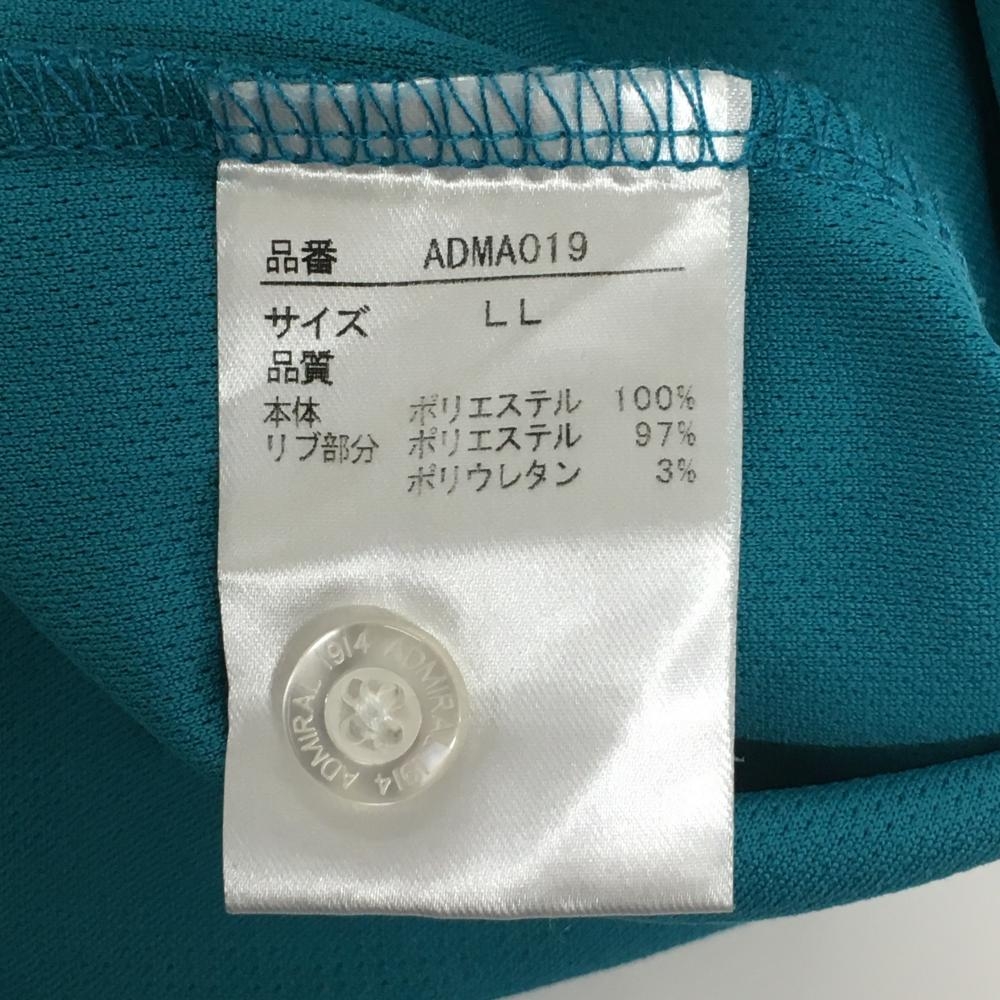 品番 ADMA019
サイズ LL
品質
本体 ポリエステル 100%
リブ部分 ポリエステル 97%
ポリウレタン 3%
1914 ADMIRAL 1914 ADMIRAL